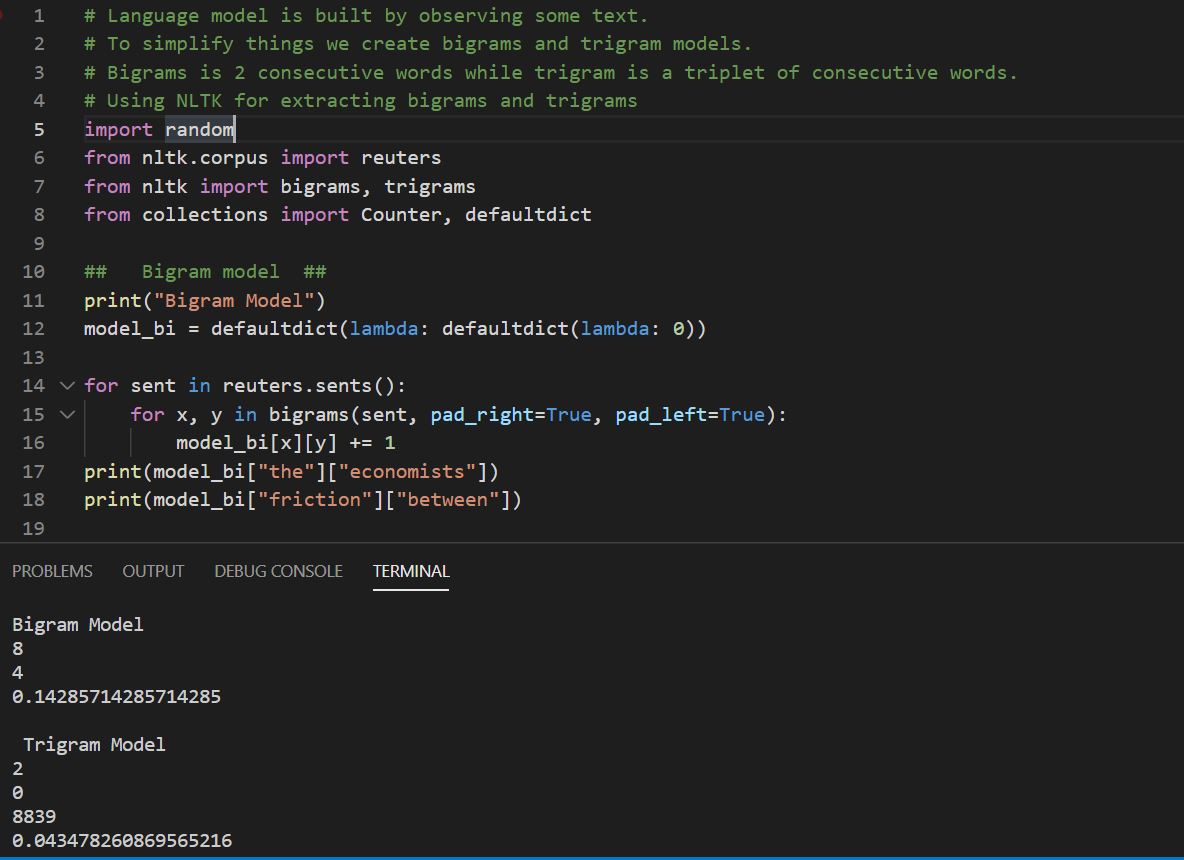 1 # Language model is built by observing some text.
2 # To simplify things we create bigrams and trigram models.
3 # Bigrams is 2 consecutive words while trigram is a triplet of consecutive words.
4 # Using NLTK for extracting bigrams and trigrams
5 import random
6 from nltk.corpus import reuters
7 from nltk import bigrams, trigrams
8 from collections import Counter, defaultdict
9
10 ##   Bigram model  ##
11 print("Bigram Model")
12 model_bi = defaultdict(lambda: defaultdict(lambda: 0))
13
14 for sent in reuters.sents():
15     for x, y in bigrams(sent, pad_right=True, pad_left=True):
16         model_bi[x][y] += 1
17 print(model_bi["the"]["economists"])
18 print(model_bi["friction"]["between"])
19
PROBLEMS OUTPUT DEBUG CONSOLE TERMINAL
Bigram Model
8
4
0.14285714285714285
Trigram Model
2
0
8839
0.043478260869565216